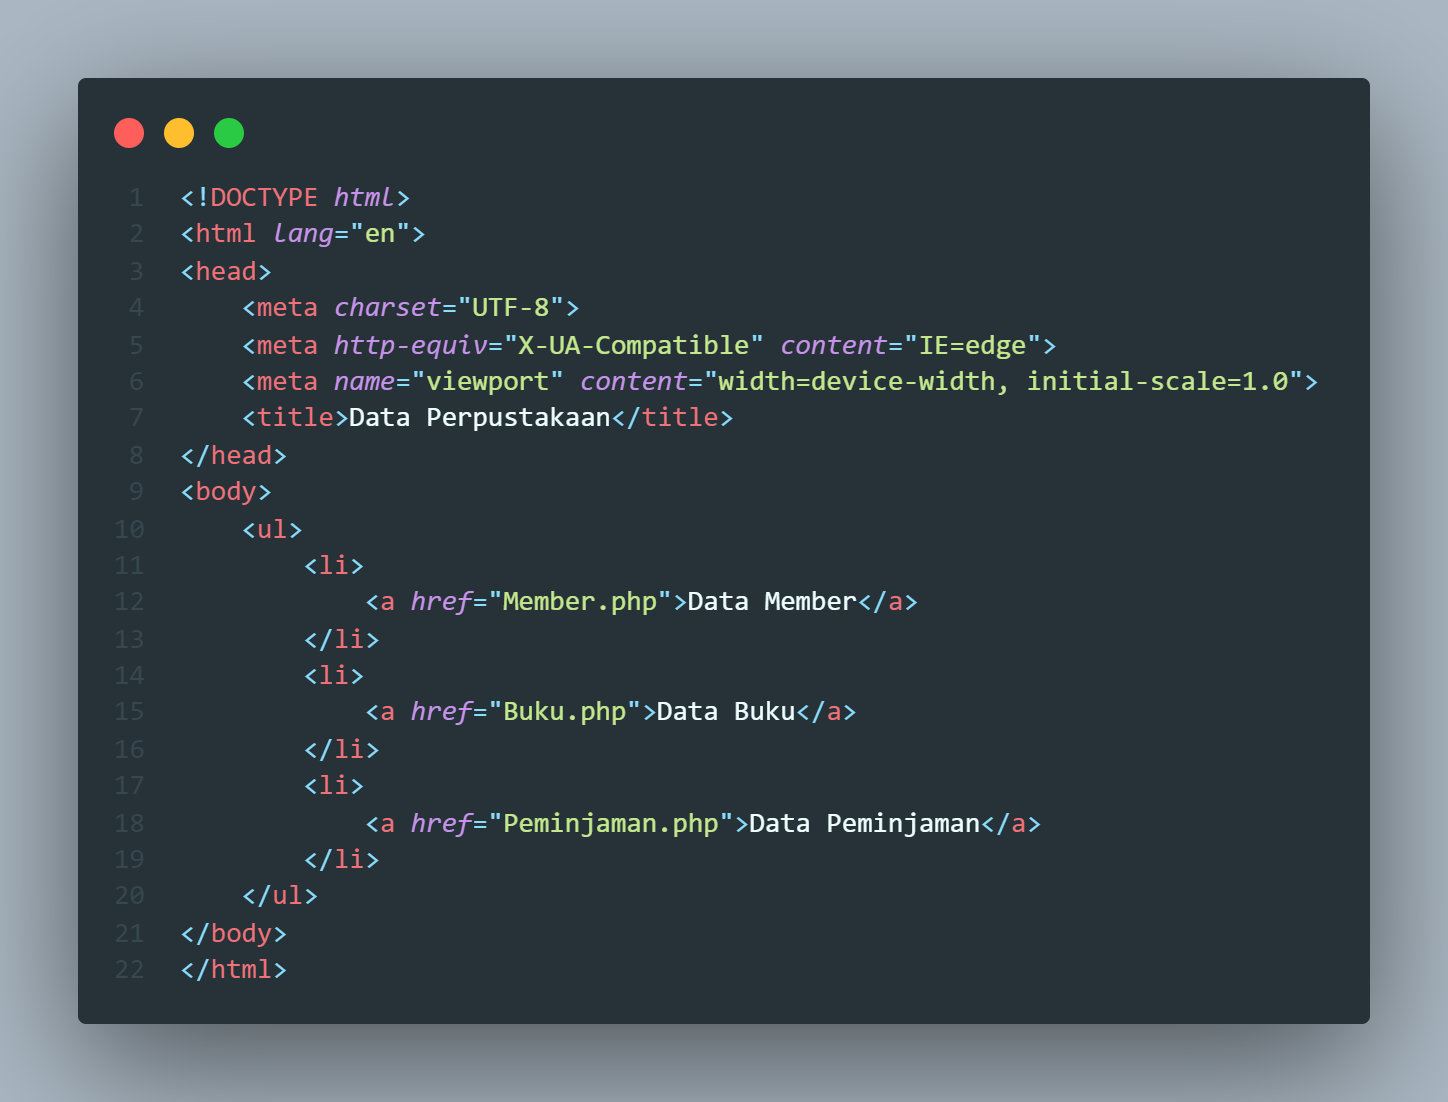 1 <!DOCTYPE html>
2 <html lang="en">
3 <head>
4     <meta charset="UTF-8">
5     <meta http-equiv="X-UA-Compatible" content="IE=edge">
6     <meta name="viewport" content="width=device-width, initial-scale=1.0">
7     <title>Data Perpustakaan</title>
8 </head>
9 <body>
10     <ul>
11         <li>
12             <a href="Member.php">Data Member</a>
13         </li>
14         <li>
15             <a href="Buku.php">Data Buku</a>
16         </li>
17         <li>
18             <a href="Peminjaman.php">Data Peminjaman</a>
19         </li>
20     </ul>
21 </body>
22 </html>